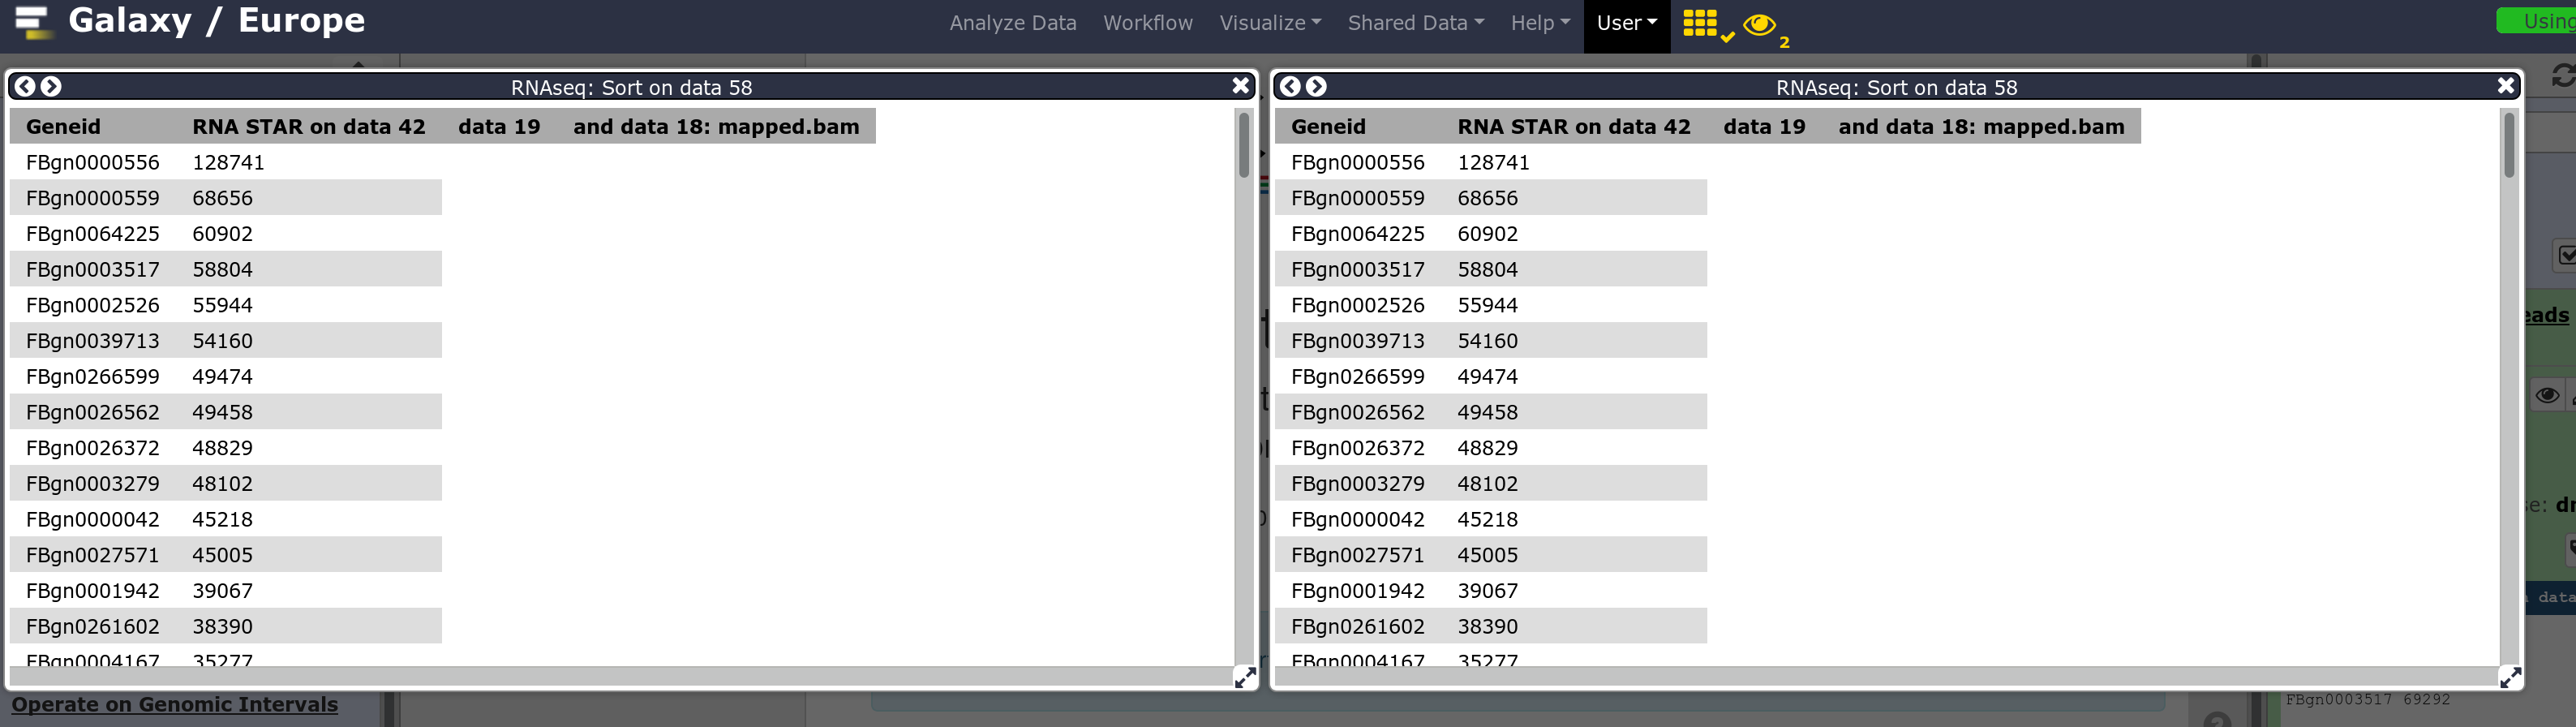 Galaxy / Europe
Analyze Data Workflow Visualize Shared Data Help User 2 Using
RNAseq: Sort on data 58
Geneid RNA STAR on data 42 data 19 and data 18: mapped.bam
FBgn0000556 128741
FBgn0000559 68656
FBgn0064225 60902
FBgn0003517 58804
FBgn0002526 55944
FBgn0039713 54160
FBgn0266599 49474
FBgn0026562 49458
FBgn0026372 48829
FBgn0003279 48102
FBgn0000042 45218
FBgn0027571 45005
FBgn0001942 39067
FBgn0261602 38390
FBgn0004167 35277
RNAseq: Sort on data 58
Geneid RNA STAR on data 42 data 19 and data 18: mapped.bam
FBgn0000556 128741
FBgn0000559 68656
FBgn0064225 60902
FBgn0003517 58804
FBgn0002526 55944
FBgn0039713 54160
FBgn0266599 49474
FBgn0026562 49458
FBgn0026372 48829
FBgn0003279 48102
FBgn0000042 45218
FBgn0027571 45005
FBgn0001942 39067
FBgn0261602 38390
FBgn0004167 35277
eads
se: dr
data
Operate on Genomic Intervals
FBgn0003517 69292